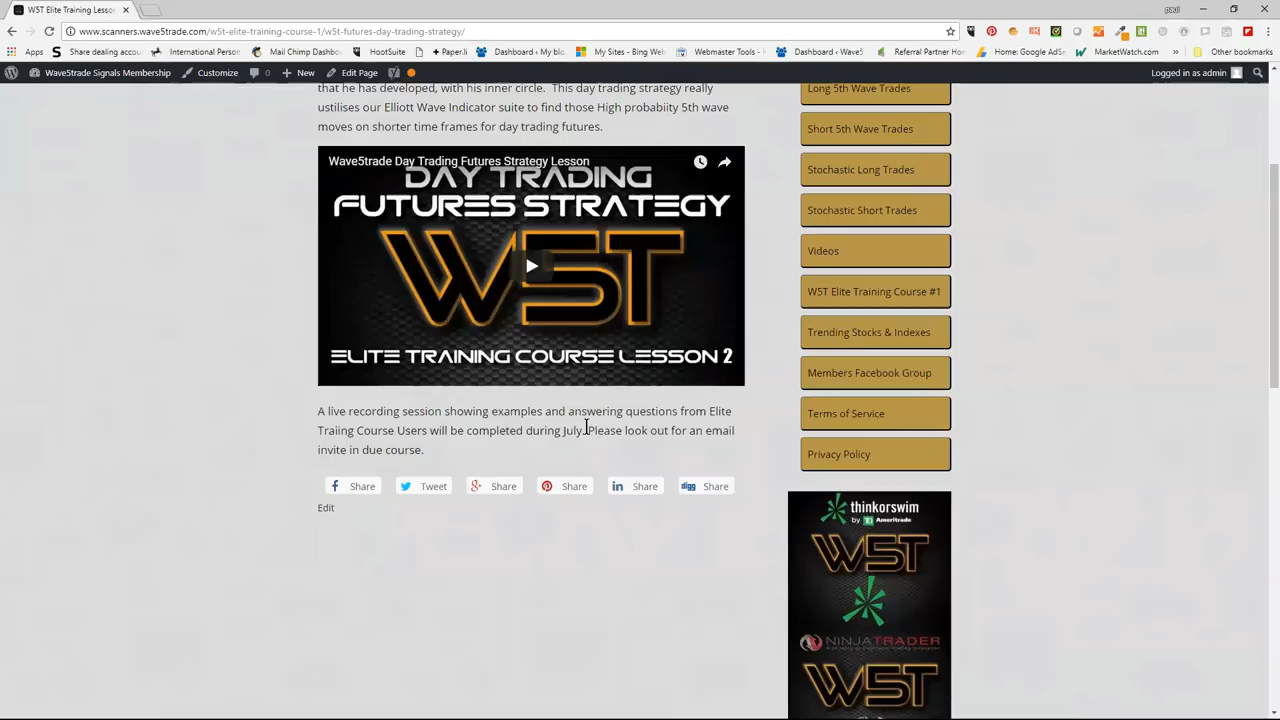 W5T Elite Training Lesson
www.scanners.wave5trade.com/w5t-elite-training-course-1/w5t-futures-day-trading-strategy/
Apps
Share dealing accou
International Person
Mail Chimp Dashbo
HootSuite
+ Paper.li
Dashboard ‹ My blo
My Sites - Bing Web
Webmaster Tools -
Dashboard ‹ Wave5
Referral Partner Hom
Home: Google AdSe
MarketWatch.com
Other bookmarks
Wave5trade Signals Membership
Customize
0
New
Edit Page
Logged in as admin
that he has developed, with his inner circle. This day trading strategy really
ustilises our Elliott Wave Indicator suite to find those High probabiity 5th wave
moves on shorter time frames for day trading futures.
Wave5trade Day Trading Futures Strategy Lesson
DAY TRADING
FUTURES STRATEGY
W5T
ELITE TRAINING COURSE LESSON 2
A live recording session showing examples and answering questions from Elite
Traiing Course Users will be completed during July. Please look out for an email
invite in due course.
Share
Tweet
Share
Share
Share
digg Share
Edit
Long 5th Wave Trades
Short 5th Wave Trades
Stochastic Long Trades
Stochastic Short Trades
Videos
W5T Elite Training Course #1
Trending Stocks & Indexes
Members Facebook Group
Terms of Service
Privacy Policy
thinkorswim
by TD Ameritrade
W5T
NINJATRADER
W5T